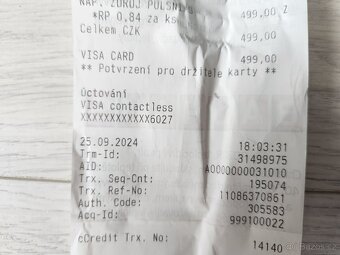 NAP. ZDROJ PULSNI
*RP 0,84 za ks 499,00 Z
Celkem CZK 499,00
VISA CARD 499,00
** Potvrzení pro držitele karty **
Účtování
VISA contactless
XXXXXXXXXXXX6027
25.09.2024 18:03:31
Trm-Id: 31498975
AID: A0000000031010
Trx. Seq-Cnt: 195074
Trx. Ref-No: 11086370861
Auth. Code: 305583
Acq-Id: 999100022
cCredit Trx. No: 14140